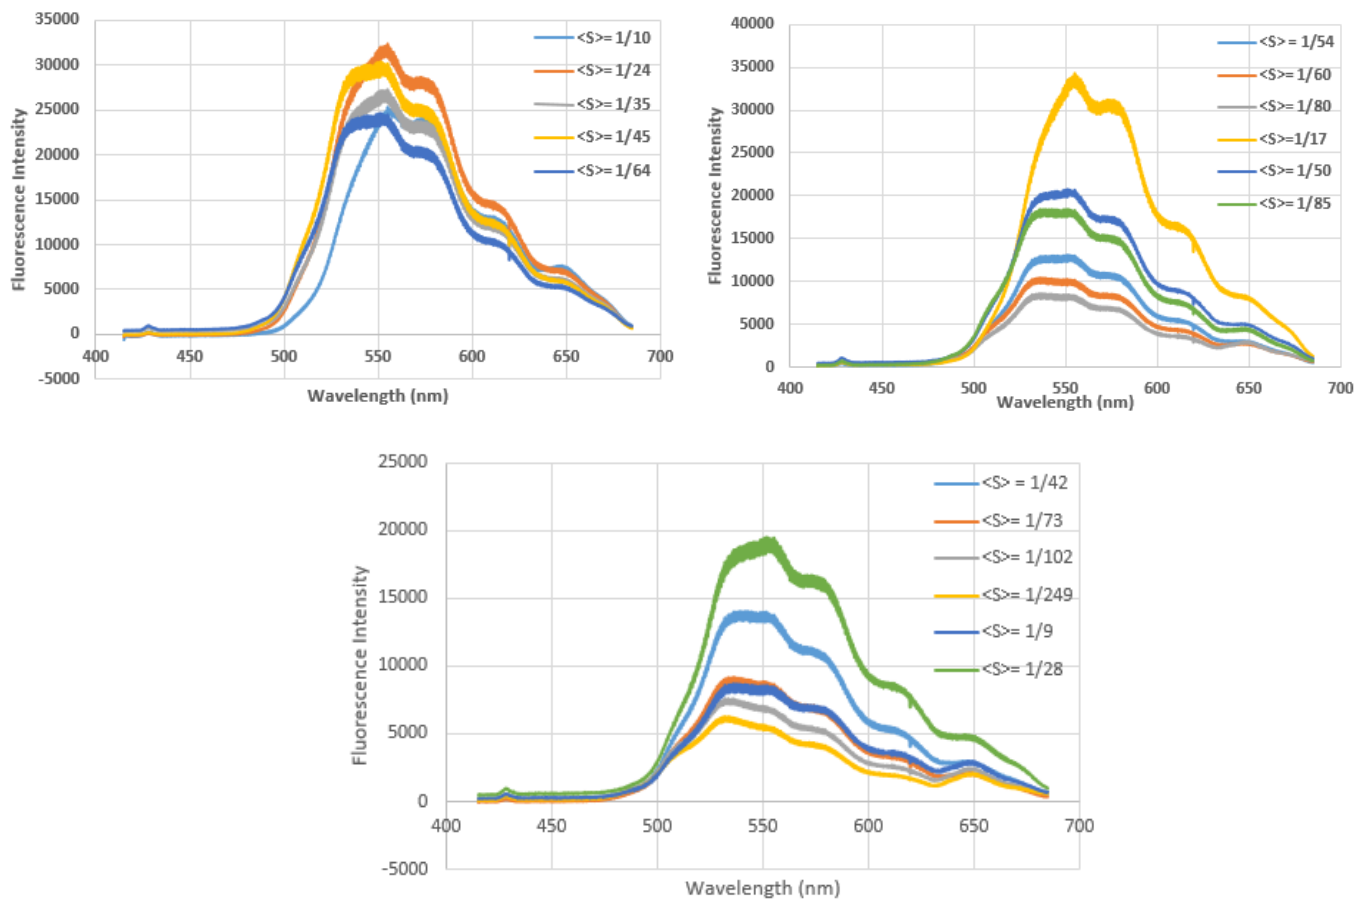 35000
30000
25000
20000
15000
10000
5000
0
-5000
400
450
500
550
600
650
700
Fluorescence Intensity
Wavelength (nm)
<S>= 1/10
<S>= 1/24
<S>= 1/35
<S>= 1/45
<S>= 1/64
40000
35000
30000
25000
20000
15000
10000
5000
0
400
450
500
550
600
650
700
Fluorescence Intensity
Wavelength (nm)
<S>= 1/54
<S>= 1/60
<S>= 1/80
<S>=1/17
<S>= 1/50
<S>= 1/85
25000
20000
15000
10000
5000
0
-5000
400
450
500
550
600
650
700
Fluorescence Intensity
Wavelength (nm)
<S> = 1/42
<S>= 1/73
<S>= 1/102
<S>= 1/249
<S>= 1/9
<S>= 1/28